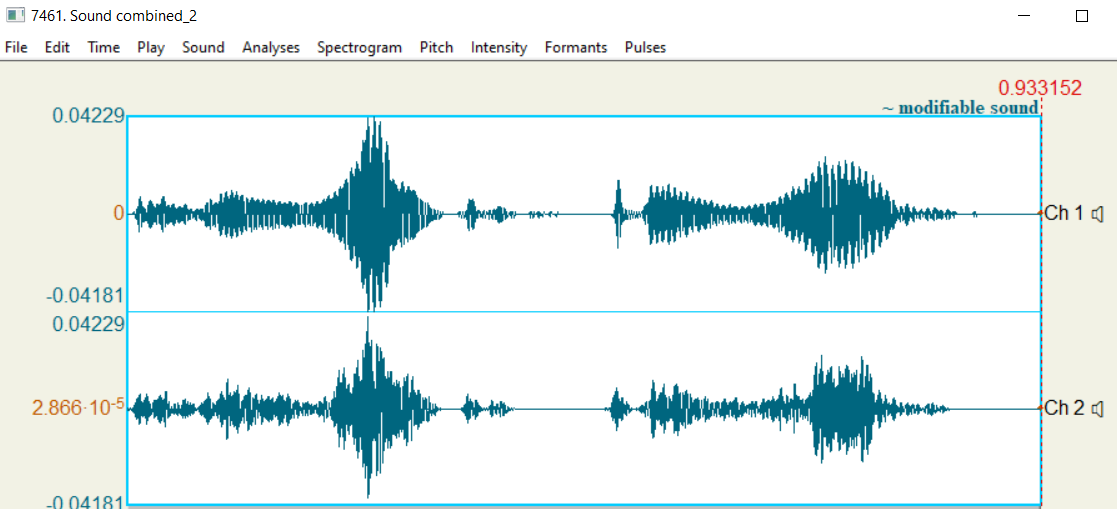 7461. Sound combined_2
File Edit Time Play Sound Analyses Spectrogram Pitch Intensity Formants Pulses
0.933152
~ modifiable sound
0.04229
0
Ch 1
-0.04181
0.04229
2.866·10-5
Ch 2
-0.04181